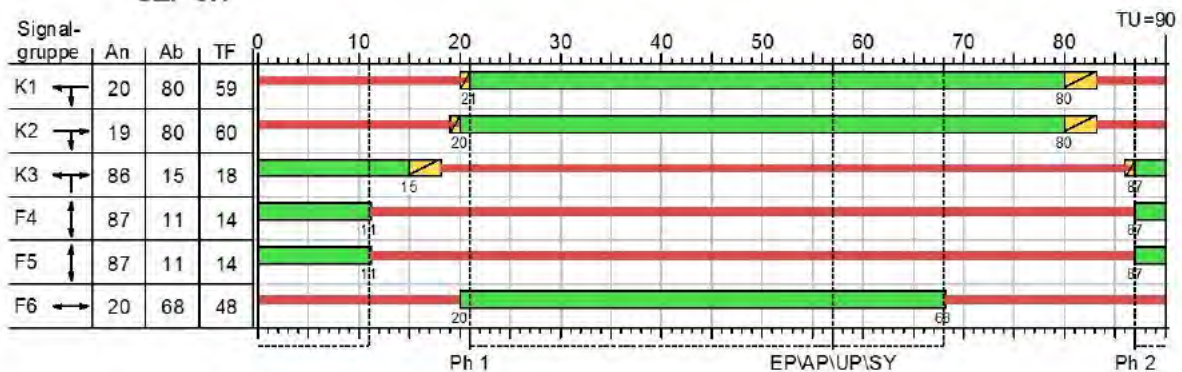 TU=90
Signal-
gruppe An Ab TF 0 10 20 30 40 50 60 70 80
K1 20 80 59
21 80
K2 19 80 60
20 80
K3 86 15 18
15 87
F4 87 11 14
11 87
F5 87 11 14
11 87
F6 20 68 48
20 68
Ph 1 EP\AP\UP\SY Ph 2